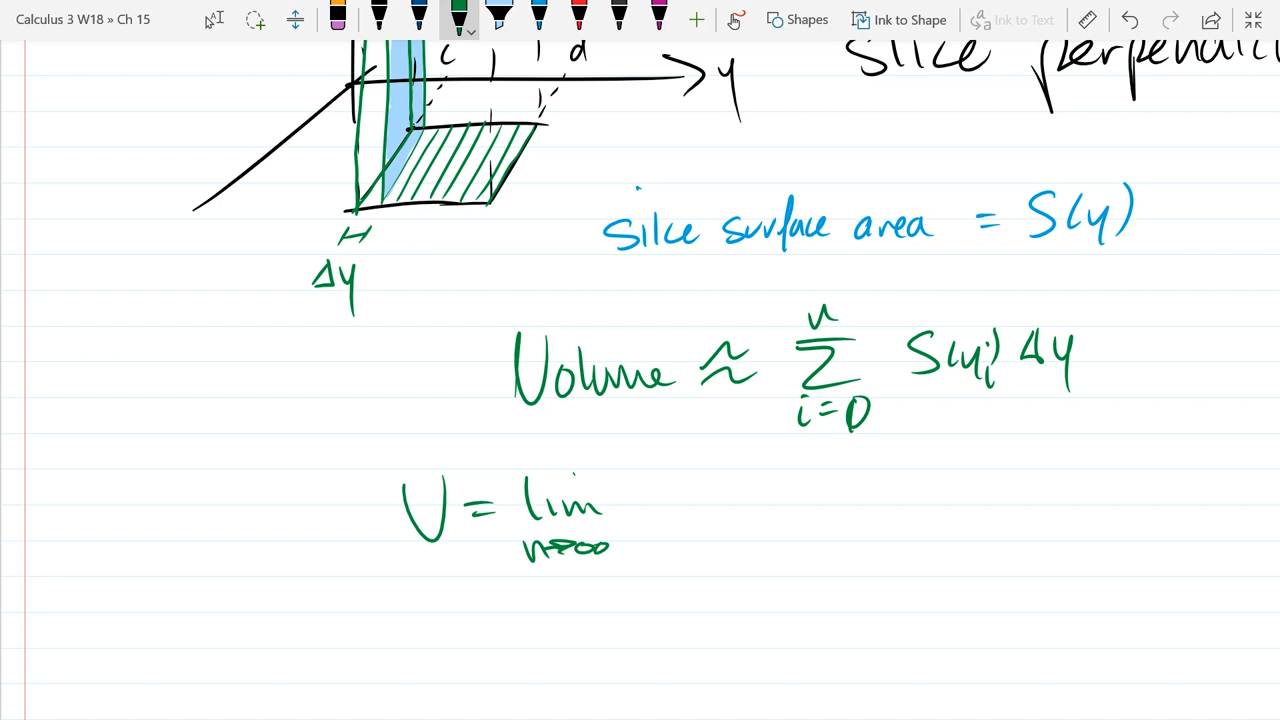 Calculus 3 W18 » Ch 15
Shapes
Ink to Shape
Ink to Text
c d
y
slice perpendic
Δy
silce surface area = S(y)
Volume ≈ n∑i=0 S(yi) Δy
V = lim n→∞